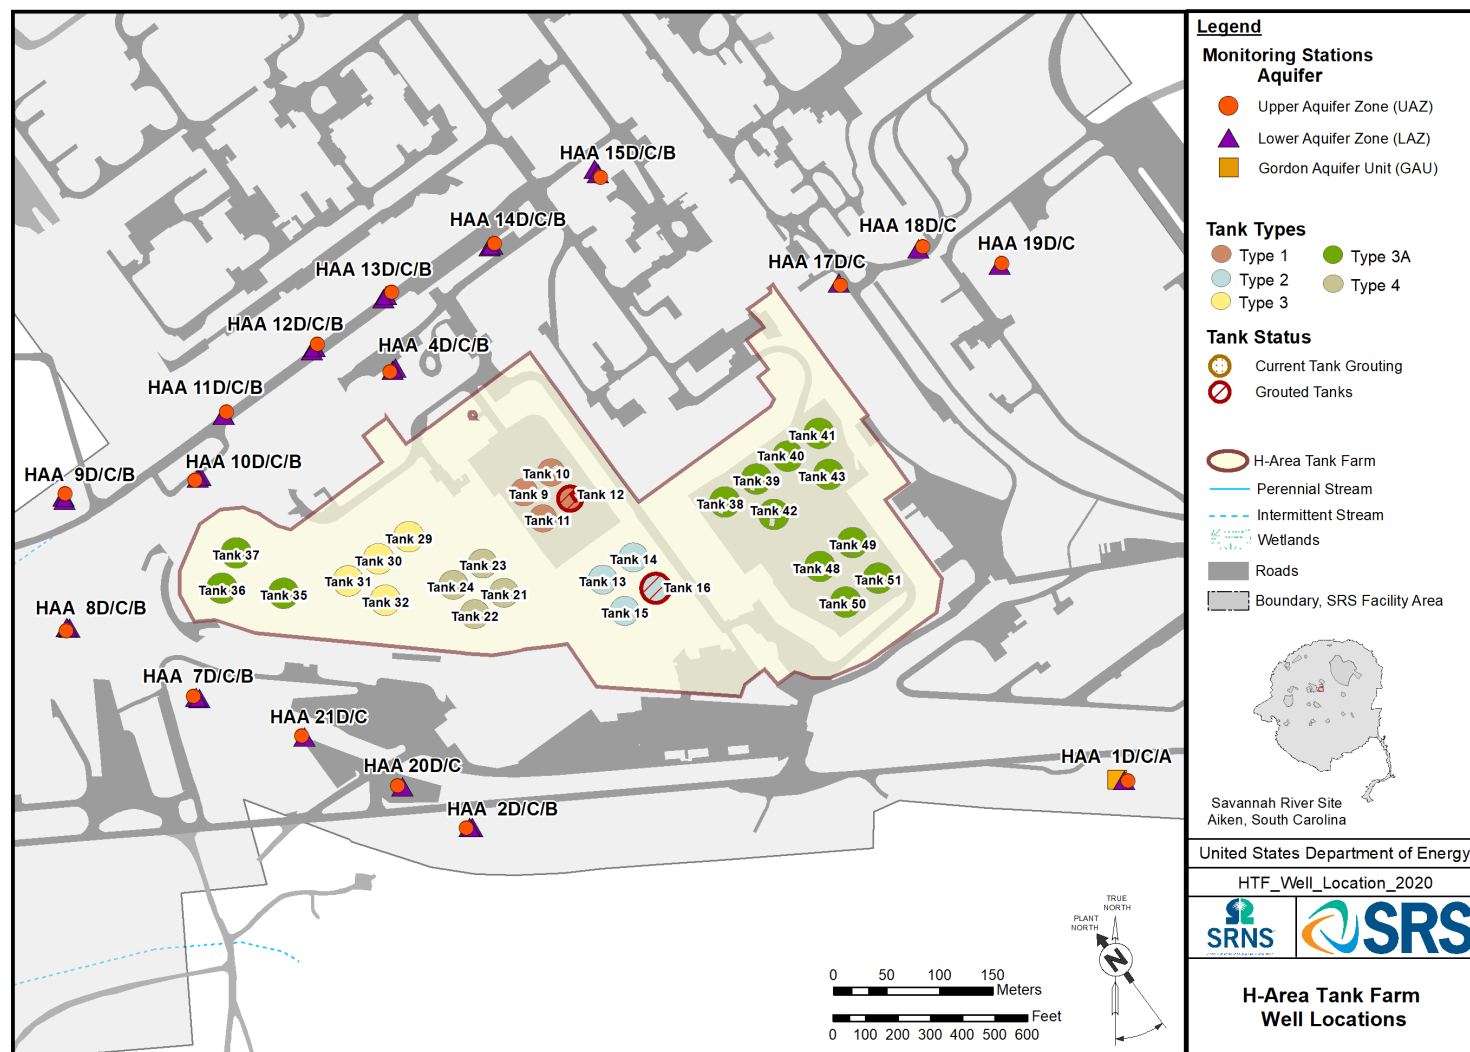 HAA 15D/C/B
HAA 14D/C/B
HAA 18D/C
HAA 19D/C
HAA 13D/C/B
HAA 17D/C
HAA 12D/C/B
HAA 4D/C/B
HAA 11D/C/B
HAA 10D/C/B
HAA 9D/C/B
Tank 41
Tank 40
Tank 43
Tank 39
Tank 38
Tank 42
Tank 10
Tank 9
Tank 12
Tank 11
Tank 29
Tank 49
Tank 37
Tank 30
Tank 23
Tank 14
Tank 48
Tank 31
Tank 24
Tank 13
Tank 51
Tank 36
Tank 35
Tank 32
Tank 21
Tank 16
Tank 50
Tank 22
Tank 15
HAA 8D/C/B
HAA 7D/C/B
HAA 21D/C
HAA 20D/C
HAA 1D/C/A
HAA 2D/C/B
TRUE
NORTH
PLANT
NORTH
N
0 50 100 150
Meters
Feet
0 100 200 300 400 500 600
Legend
Monitoring Stations
Aquifer
Upper Aquifer Zone (UAZ)
Lower Aquifer Zone (LAZ)
Gordon Aquifer Unit (GAU)
Tank Types
Type 1
Type 3A
Type 2
Type 4
Type 3
Tank Status
Current Tank Grouting
Grouted Tanks
H-Area Tank Farm
Perennial Stream
Intermittent Stream
Wetlands
Roads
Boundary, SRS Facility Area
Savannah River Site
Aiken, South Carolina
United States Department of Energy
HTF_Well_Location_2020
SRNS
SRS
H-Area Tank Farm
Well Locations